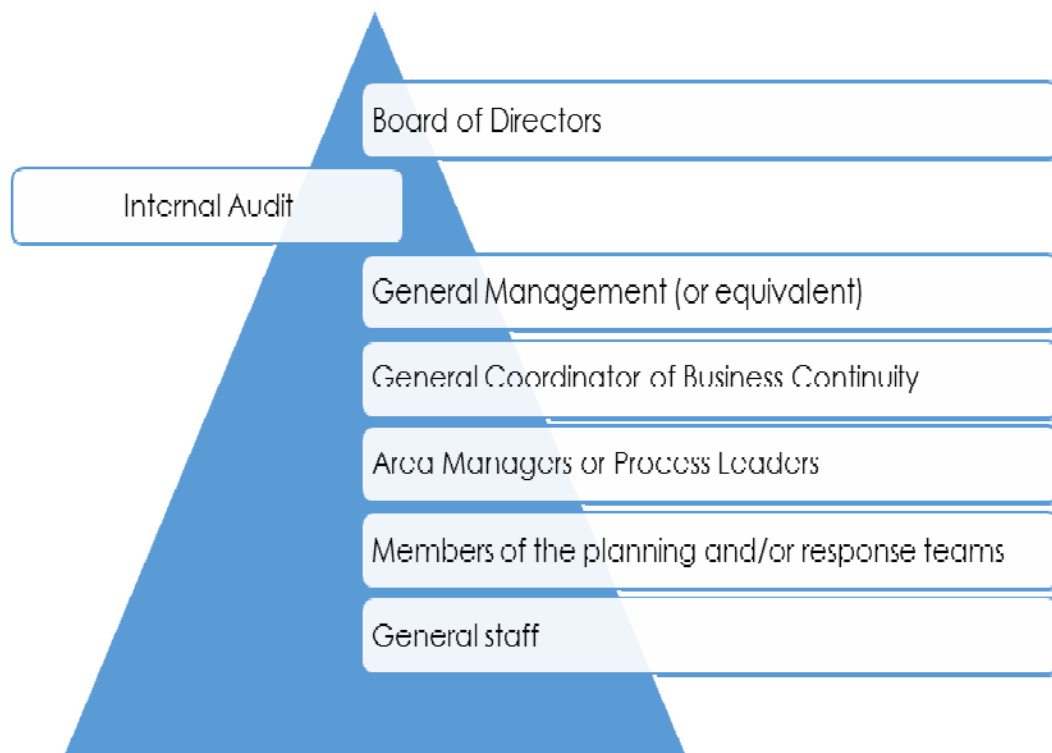 Board of Directors
Internal Audit
General Management (or equivalent)
General Coordinator of Business Continuity
Area Managers or Process Leaders
Members of the planning and/or response teams
General staff